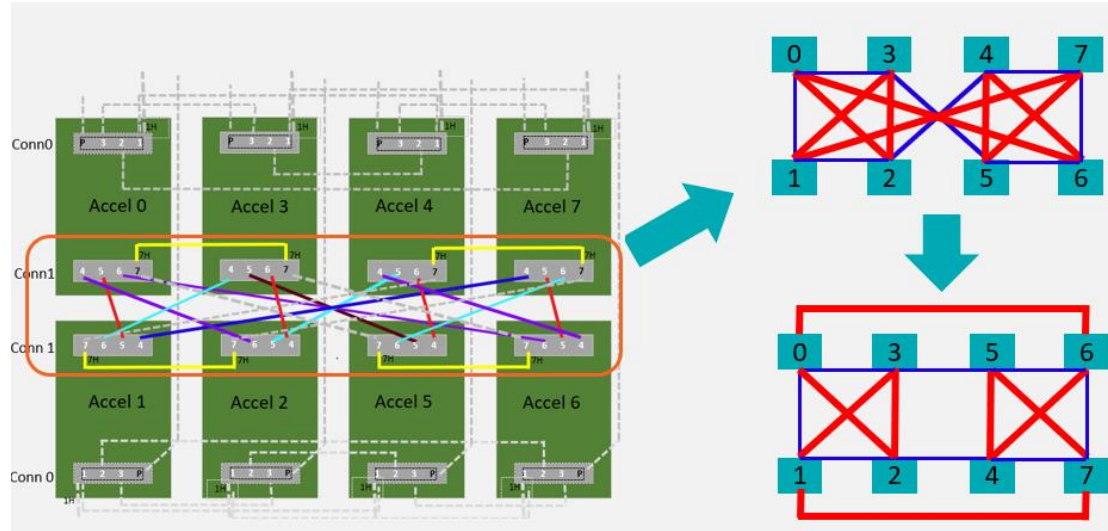 0 3 4 7
1H 1H 1H 1H
Conn0 P 3 2 1 P 3 2 1 P 3 2 1 P 3 2 1
1 2 5 6
Accel 0 Accel 3 Accel 4 Accel 7
7H 7H
Conn1 4 5 6 7 4 5 6 7 4 5 6 7 4 5 6 7
Conn 1 7 6 5 4 7 6 5 4 7 6 5 4 7 6 5 4
7H 7H 7H 7H
0 3 5 6
Accel 1 Accel 2 Accel 5 Accel 6
Conn 0 1 2 3 P 1 2 3 P 1 2 3 P 1 2 3 P
1H 1H
1H
1 2 4 7